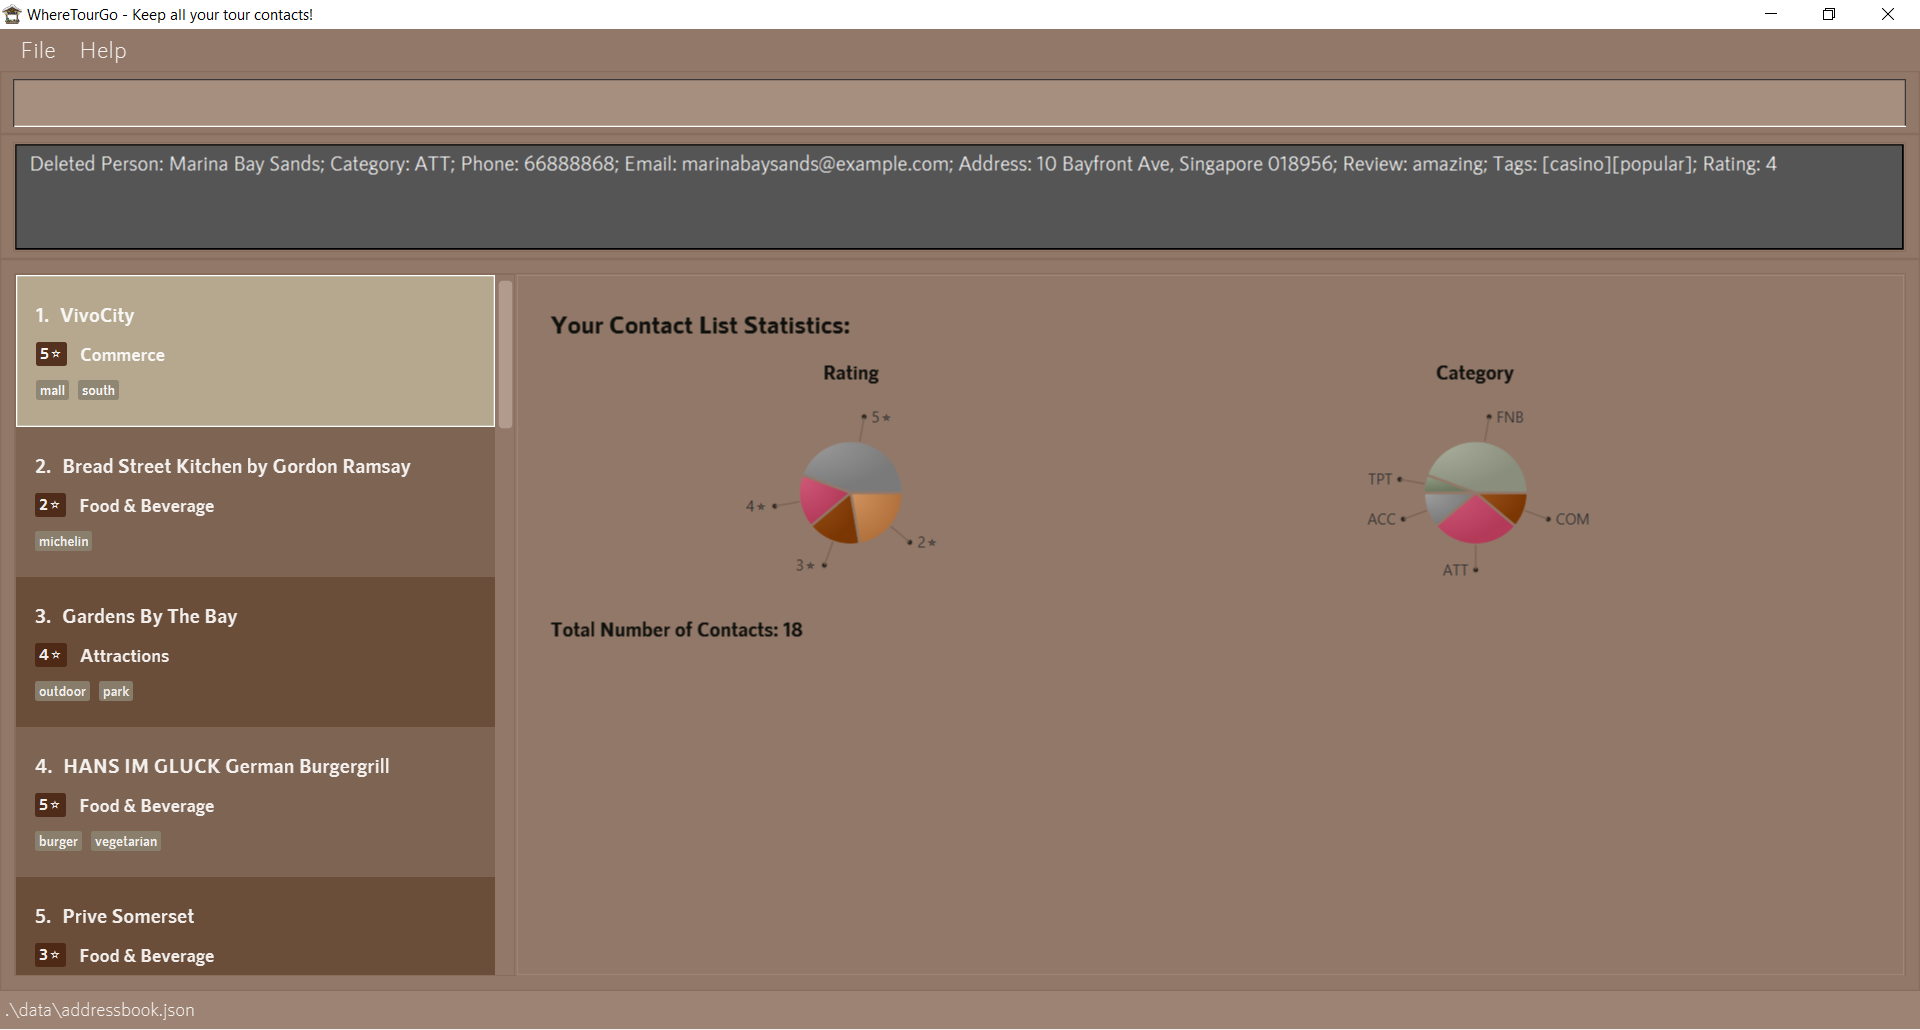 WhereTourGo - Keep all your tour contacts!
File Help
Deleted Person: Marina Bay Sands; Category: ATT; Phone: 66888868; Email: marinabaysands@example.com; Address: 10 Bayfront Ave, Singapore 018956; Review: amazing; Tags: [casino][popular]; Rating: 4
1. VivoCity
5☆ Commerce
mall south
2. Bread Street Kitchen by Gordon Ramsay
2☆ Food & Beverage
michelin
3. Gardens By The Bay
4☆ Attractions
outdoor park
4. HANS IM GLUCK German Burgergrill
5☆ Food & Beverage
burger vegetarian
5. Prive Somerset
3☆ Food & Beverage
Your Contact List Statistics:
Rating
5★
4★
3★
2★
Category
FNB
TPT
ACC
COM
ATT
Total Number of Contacts: 18
.\data\addressbook.json